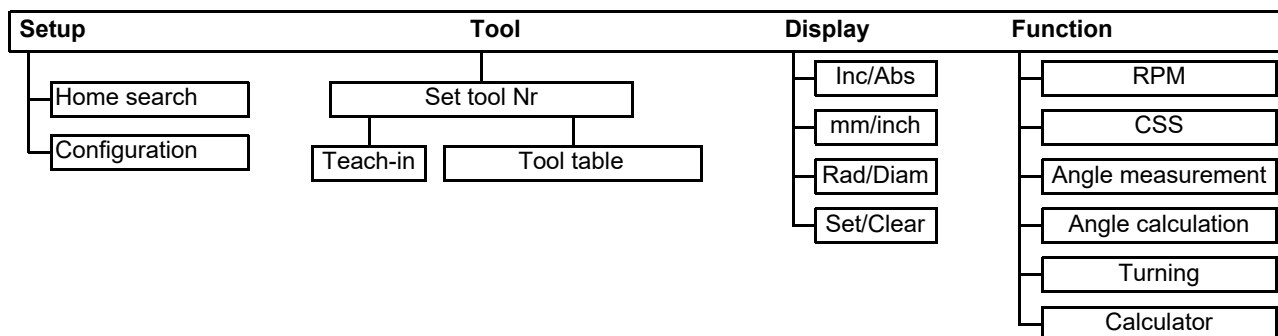 Setup Tool Display Function
Home search
Configuration
Set tool Nr
Teach-in
Tool table
Inc/Abs
mm/inch
Rad/Diam
Set/Clear
RPM
CSS
Angle measurement
Angle calculation
Turning
Calculator